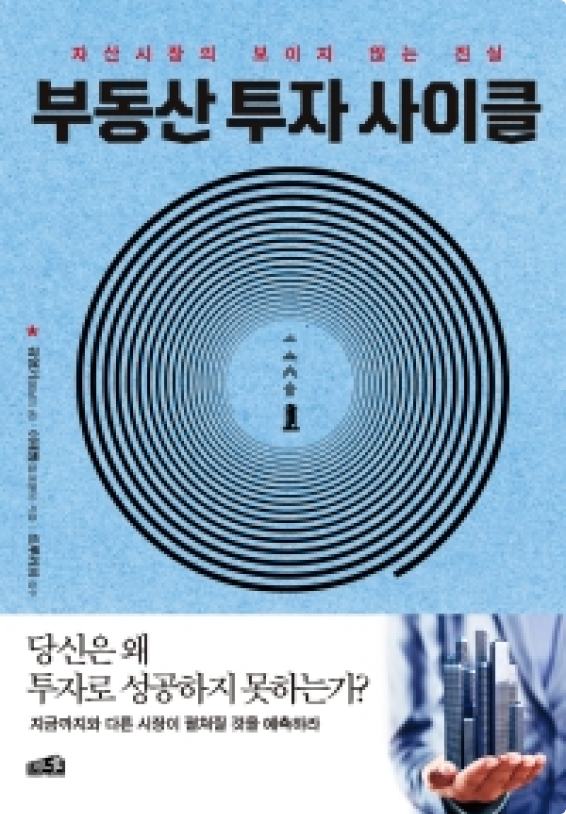 자산시장의 보이지 않는 진실
부동산 투자 사이클
당신은 왜
투자로 성공하지 못하는가?
지금까지와 다른 시장이 펼쳐질 것을 예측하라